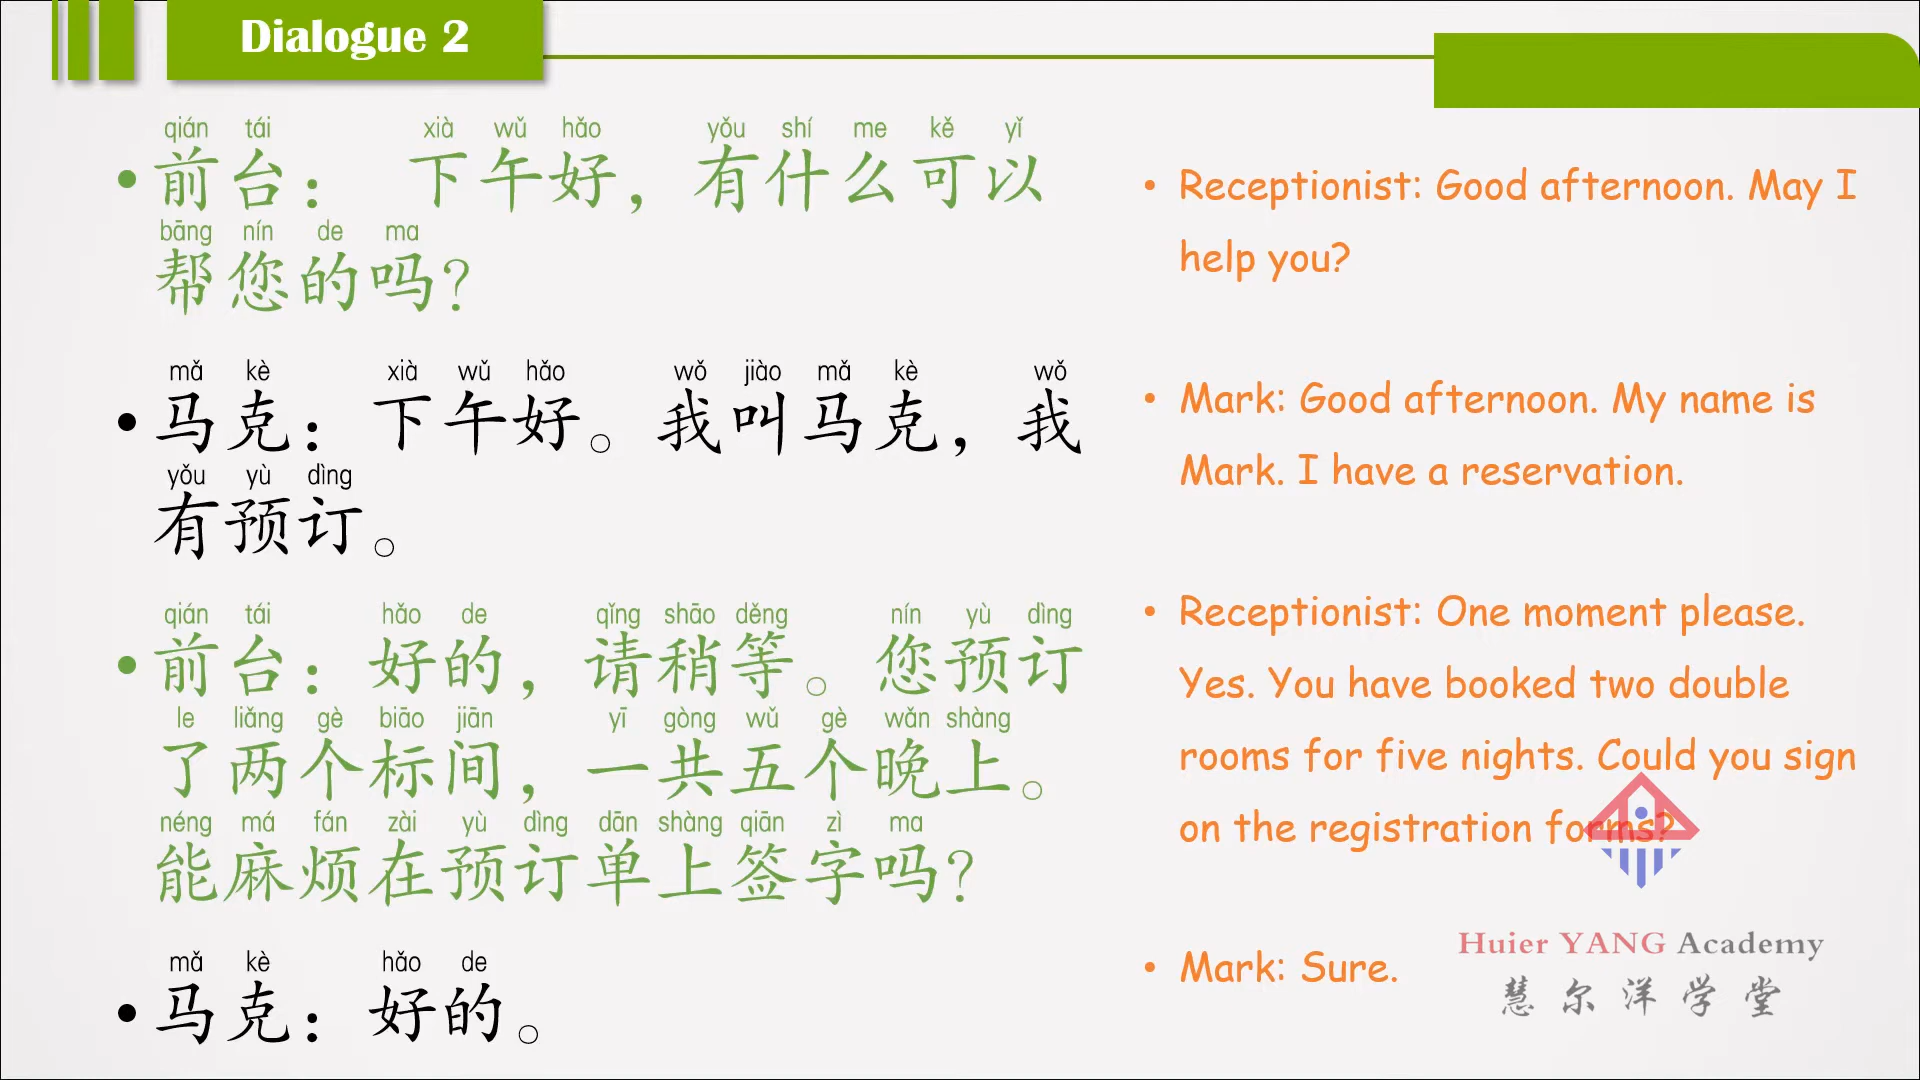 Dialogue 2
qián tái xià wǔ hǎo yǒu shí me kě yǐ
• 前台： 下午好，有什么可以
bāng nín de ma
帮您的吗？
mǎ kè xià wǔ hǎo wǒ jiào mǎ kè wǒ
• 马克：下午好。我叫马克，我
yǒu yù dìng
有预订。
qián tái hǎo de qǐng shāo děng nín yù dìng
• 前台：好的，请稍等。您预订
le liǎng gè biāo jiān yī gòng wǔ gè wǎn shàng
了两个标间，一共五个晚上。
néng má fán zài yù dìng dān shàng qiān zì ma
能麻烦在预订单上签字吗？
mǎ kè hǎo de
• 马克：好的。
• Receptionist: Good afternoon. May I
help you?
• Mark: Good afternoon. My name is
Mark. I have a reservation.
• Receptionist: One moment please.
Yes. You have booked two double
rooms for five nights. Could you sign
on the registration forms?
• Mark: Sure.
Huier YANG Academy
慧尔洋学堂